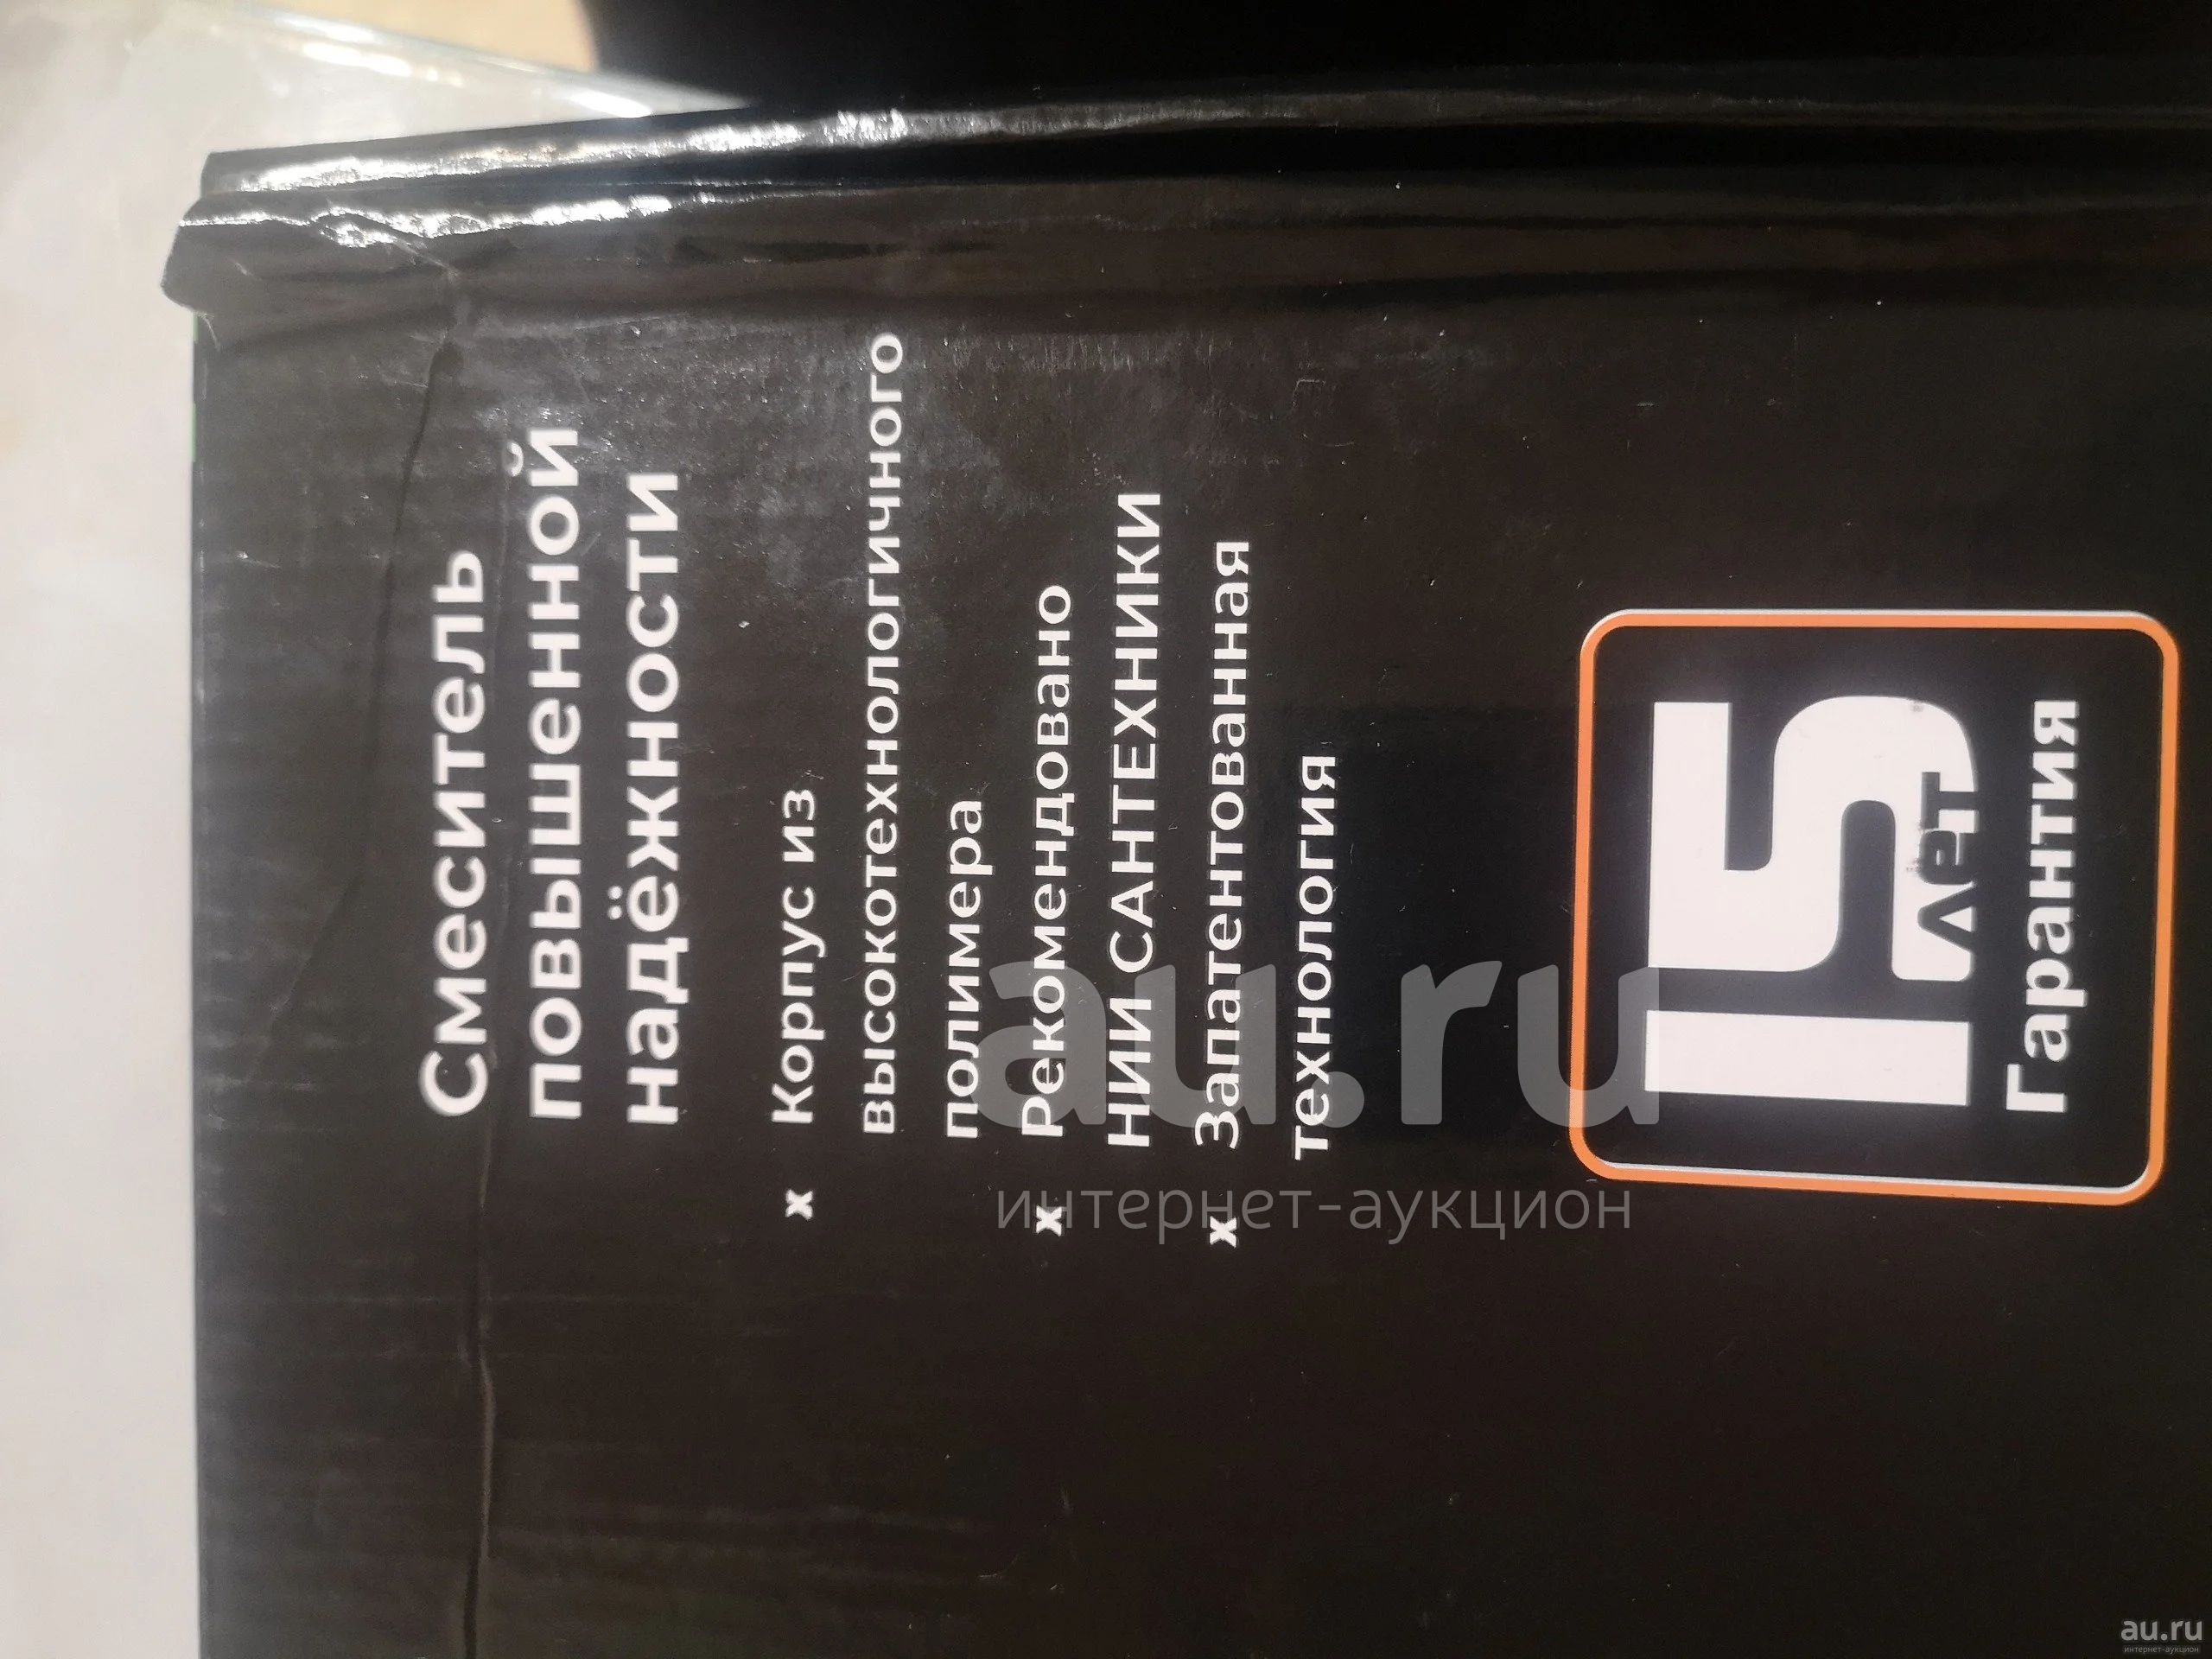 Смеситель
повышенной
надёжности
х Корпус из
высокотехнологичного
полимера
х Рекомендовано
НИИ САНТЕХНИКИ
х Запатентованная
технология
15
лет
Гарантия
au.ru
интернет-аукцион
au.ru
интернет-аукцион